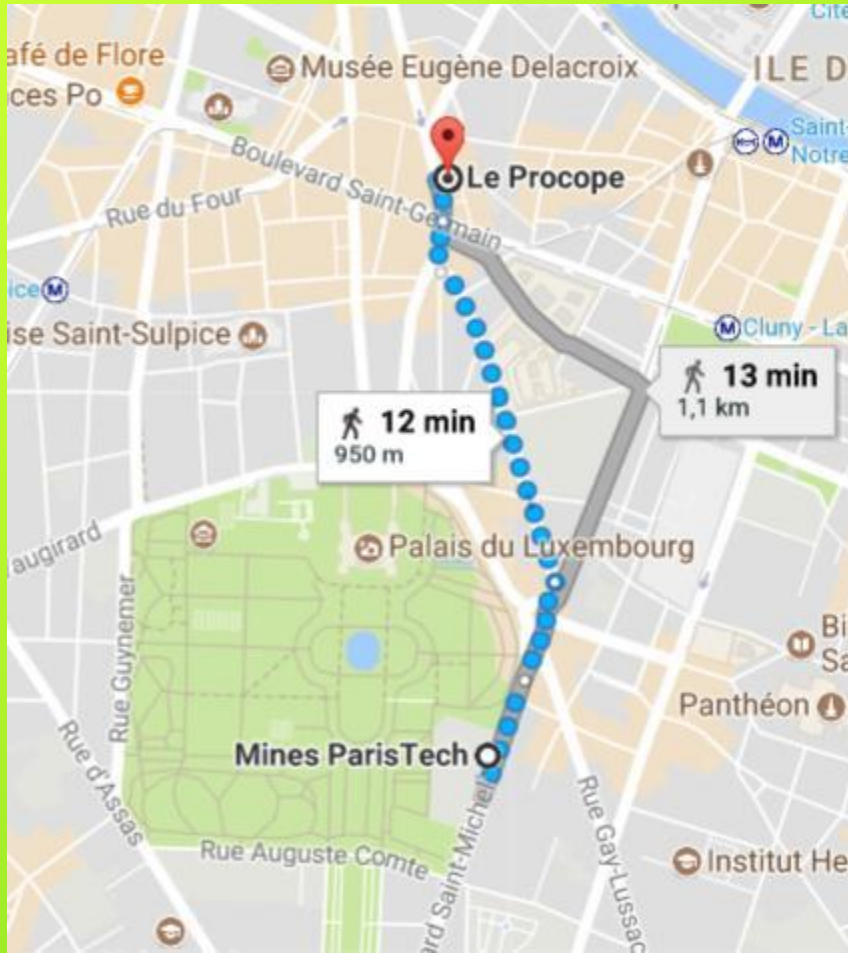 Cité
afé de Flore
Musée Eugène Delacroix
ILE D
ces Po
Saint-
Notre
Boulevard Saint-Germain
Le Procope
Rue du Four
ice
ise Saint-Sulpice
Cluny - La
13 min
1,1 km
12 min
950 m
augirard
Palais du Luxembourg
Rue Guynemer
Bi
Sa
Panthéon
Mines ParisTech
Rue d'Assas
Rue Auguste Comte
ard Saint-Michel
Rue Gay-Lussac
Institut He